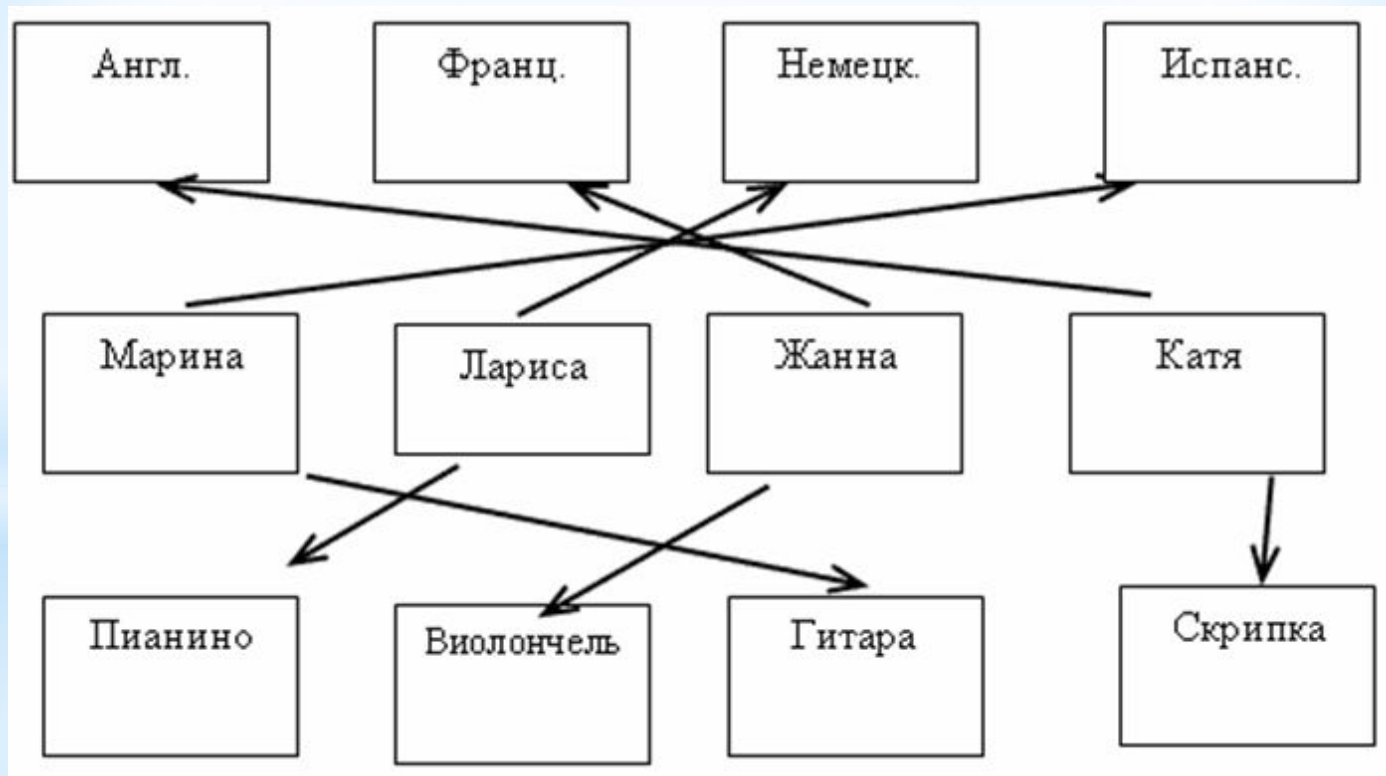 Англ. Франц. Немецк. Испанс.
Марина Лариса Жанна Катя
Пианино Виолончель Гитара Скрипка